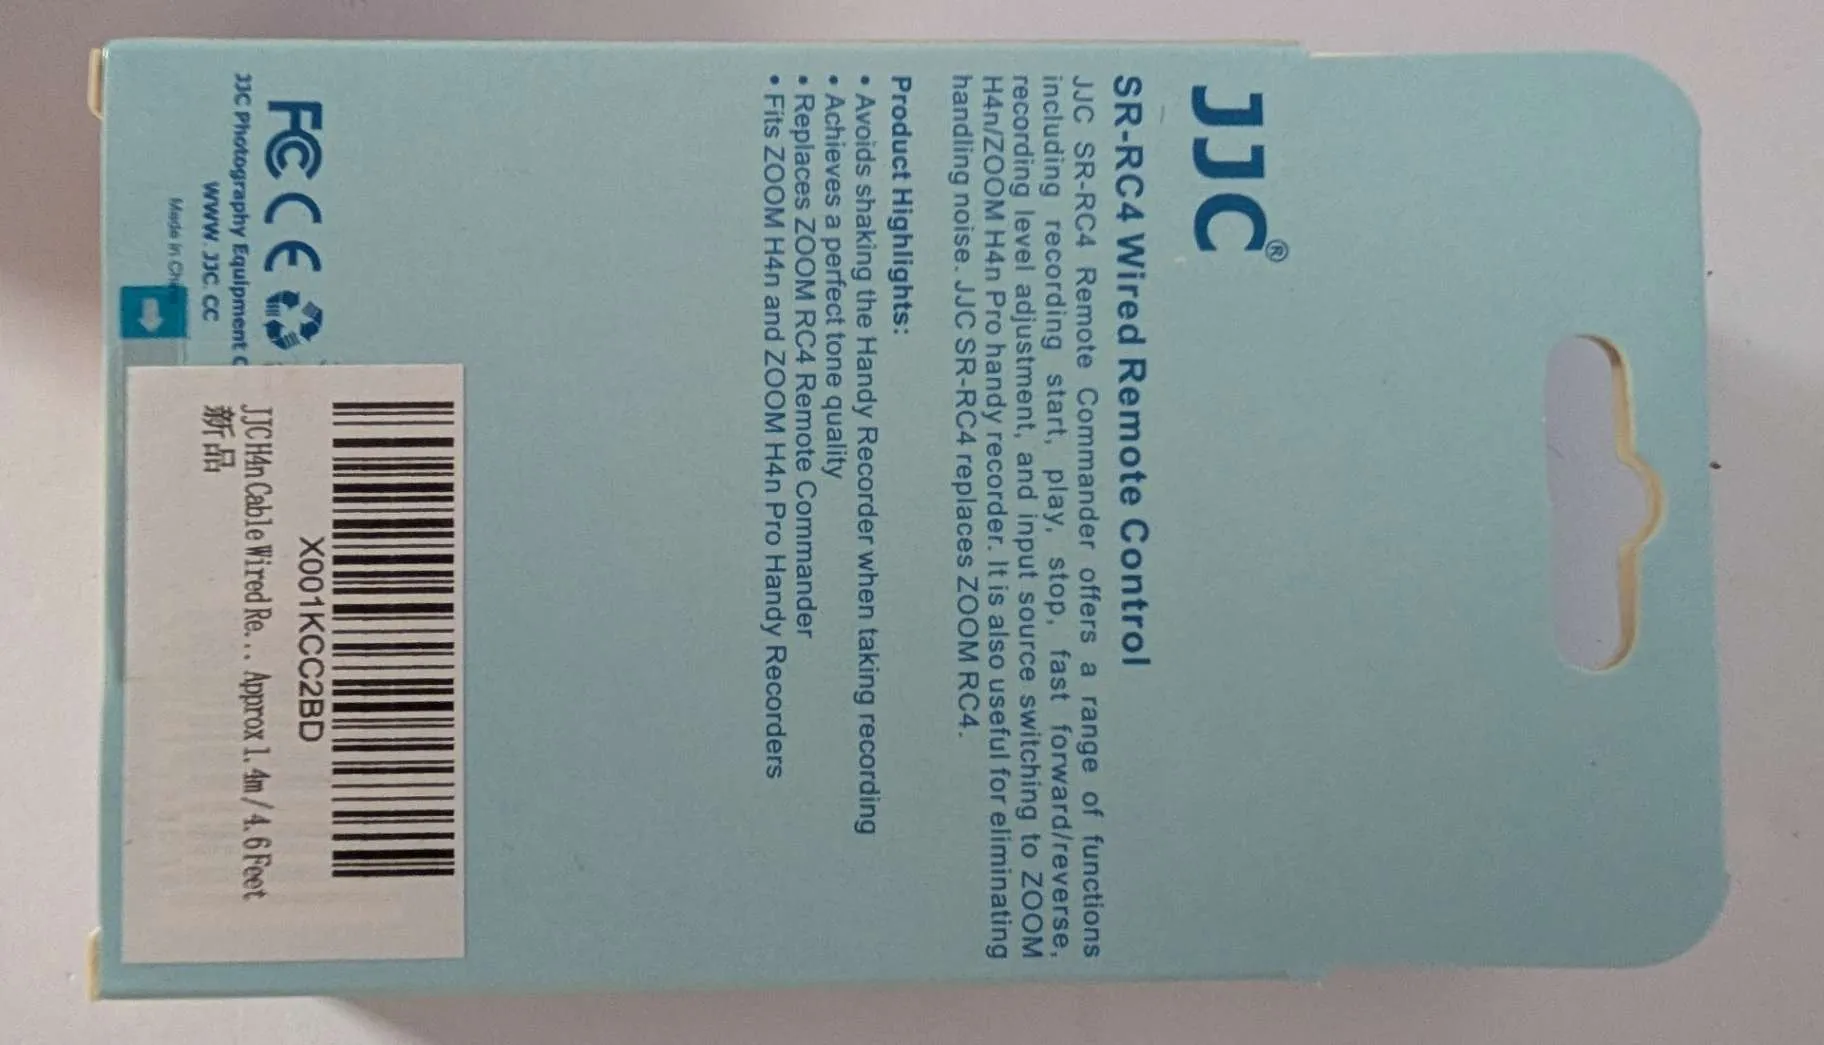 JJC®
SR-RC4 Wired Remote Control
JJC SR-RC4 Remote Commander offers a range of functions
including recording start, play, stop, fast forward/reverse,
recording level adjustment, and input source switching to ZOOM
H4n/ZOOM H4n Pro handy recorder. It is also useful for eliminating
handling noise. JJC SR-RC4 replaces ZOOM RC4.
Product Highlights:
• Avoids shaking the Handy Recorder when taking recording
• Achieves a perfect tone quality
• Replaces ZOOM RC4 Remote Commander
• Fits ZOOM H4n and ZOOM H4n Pro Handy Recorders
FC CE
JJC Photography Equipment
WWW.JJC.CC
Made in
X001KCC2BD
JJC H4n Cable Wired Re... Approx 1.4m/4.6Feet
新品